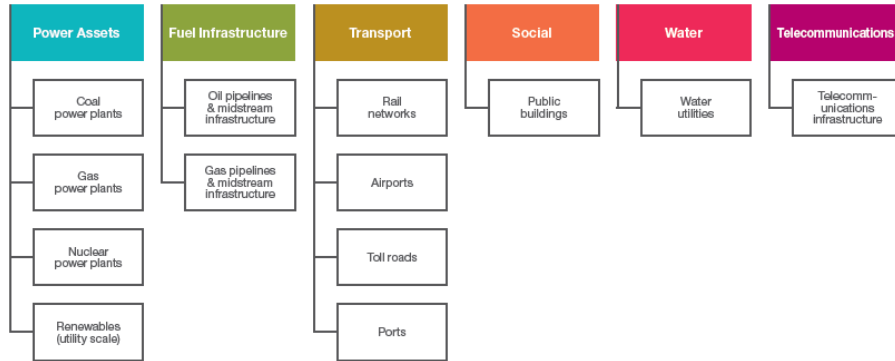 Power Assets
Coal
power plants
Gas
power plants
Nuclear
power plants
Renewables
(utility scale)
Fuel Infrastructure
Oil pipelines
& midstream
infrastructure
Gas pipelines
& midstream
infrastructure
Transport
Rail
networks
Airports
Toll roads
Ports
Social
Public
buildings
Water
Water
utilities
Telecommunications
Telecomm-
unications
infrastructure